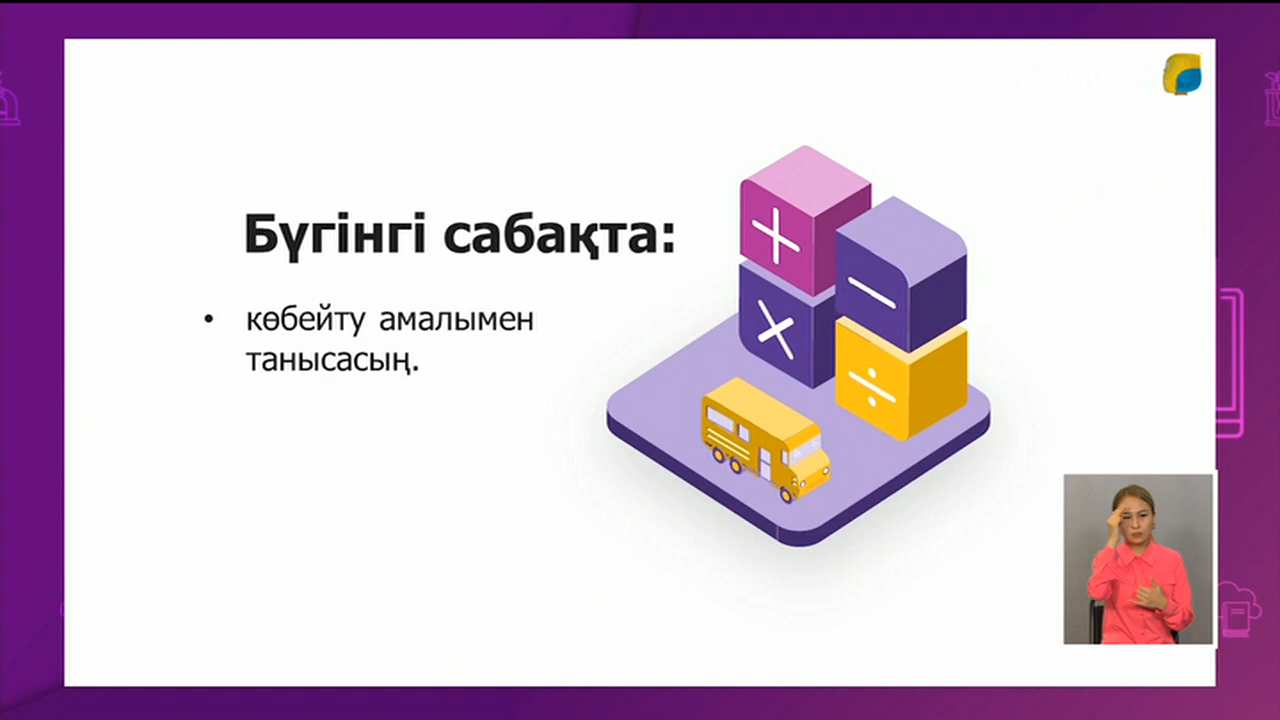 Бүгінгі сабақта:
• көбейту амалымен
танысасың.